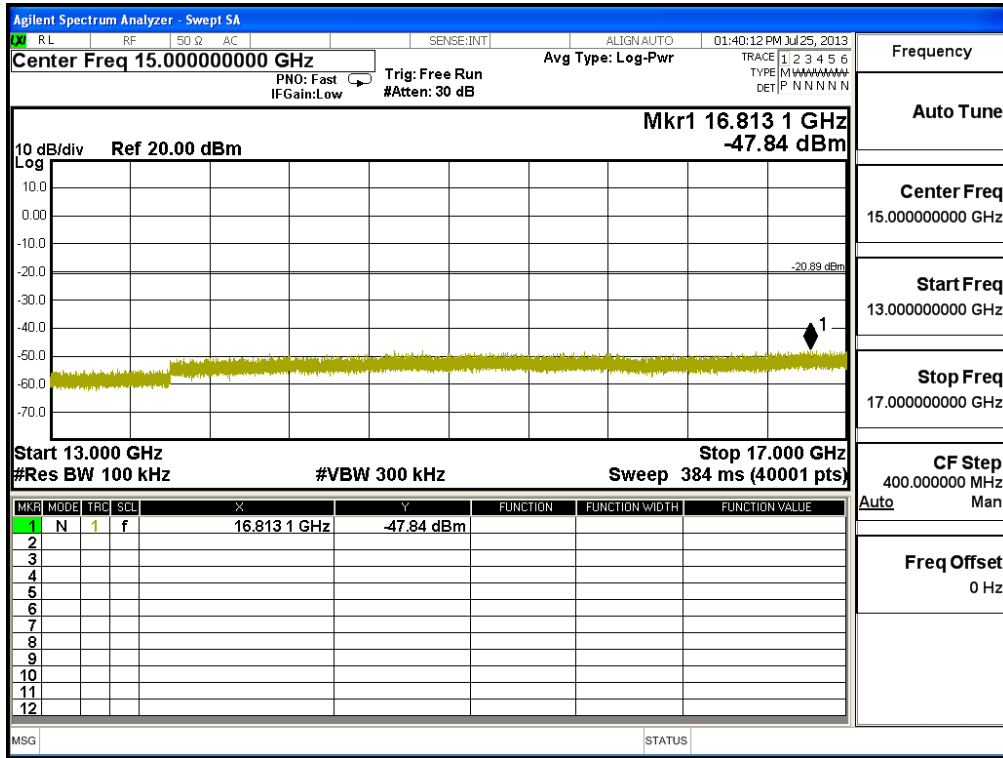 Agilent Spectrum Analyzer - Swept SA
LXI RL RF 50 Ω AC SENSE:INT ALIGN AUTO 01:40:12 PM Jul 25, 2013
Center Freq 15.000000000 GHz
PNO: Fast
IFGain:Low
Trig: Free Run
#Atten: 30 dB
Avg Type: Log-Pwr
TRACE 1 2 3 4 5 6
TYPE M
DET P N N N N N
Mkr1 16.813 1 GHz
-47.84 dBm
10 dB/div Ref 20.00 dBm
Log
10.0
0.00
-10.0
-20.0
-20.89 dBm
-30.0
-40.0
1
-50.0
-60.0
-70.0
Start 13.000 GHz Stop 17.000 GHz
#Res BW 100 kHz #VBW 300 kHz Sweep 384 ms (40001 pts)
MKR MODE TRC SCL X Y FUNCTION FUNCTION WIDTH FUNCTION VALUE
1 N 1 f 16.813 1 GHz -47.84 dBm
2
3
4
5
6
7
8
9
10
11
12
MSG STATUS
Frequency
Auto Tune
Center Freq
15.000000000 GHz
Start Freq
13.000000000 GHz
Stop Freq
17.000000000 GHz
CF Step
400.000000 MHz
Auto Man
Freq Offset
0 Hz